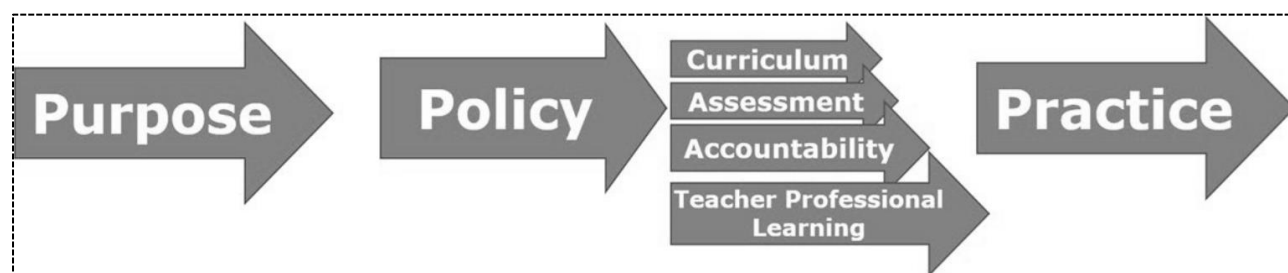 Purpose
Policy
Curriculum
Assessment
Accountability
Teacher Professional
Learning
Practice